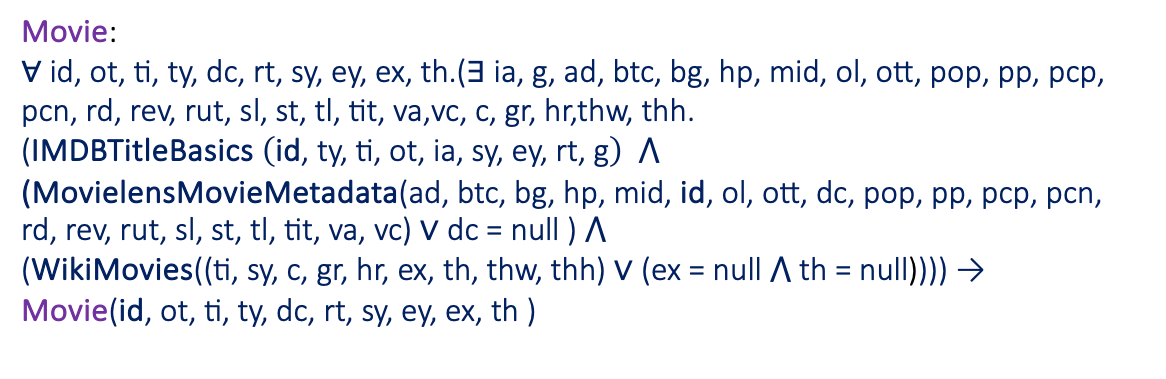 Movie:
∀ id, ot, ti, ty, dc, rt, sy, ey, ex, th.(∃ ia, g, ad, btc, bg, hp, mid, ol, ott, pop, pp, pcp,
pcn, rd, rev, rut, sl, st, tl, tit, va,vc, c, gr, hr,thw, thh.
(IMDBTitleBasics (id, ty, ti, ot, ia, sy, ey, rt, g) ∧
(MovielensMovieMetadata(ad, btc, bg, hp, mid, id, ol, ott, dc, pop, pp, pcp, pcn,
rd, rev, rut, sl, st, tl, tit, va, vc) ∨ dc = null ) ∧
(WikiMovies((ti, sy, c, gr, hr, ex, th, thw, thh) ∨ (ex = null ∧ th = null)))) →
Movie(id, ot, ti, ty, dc, rt, sy, ey, ex, th )